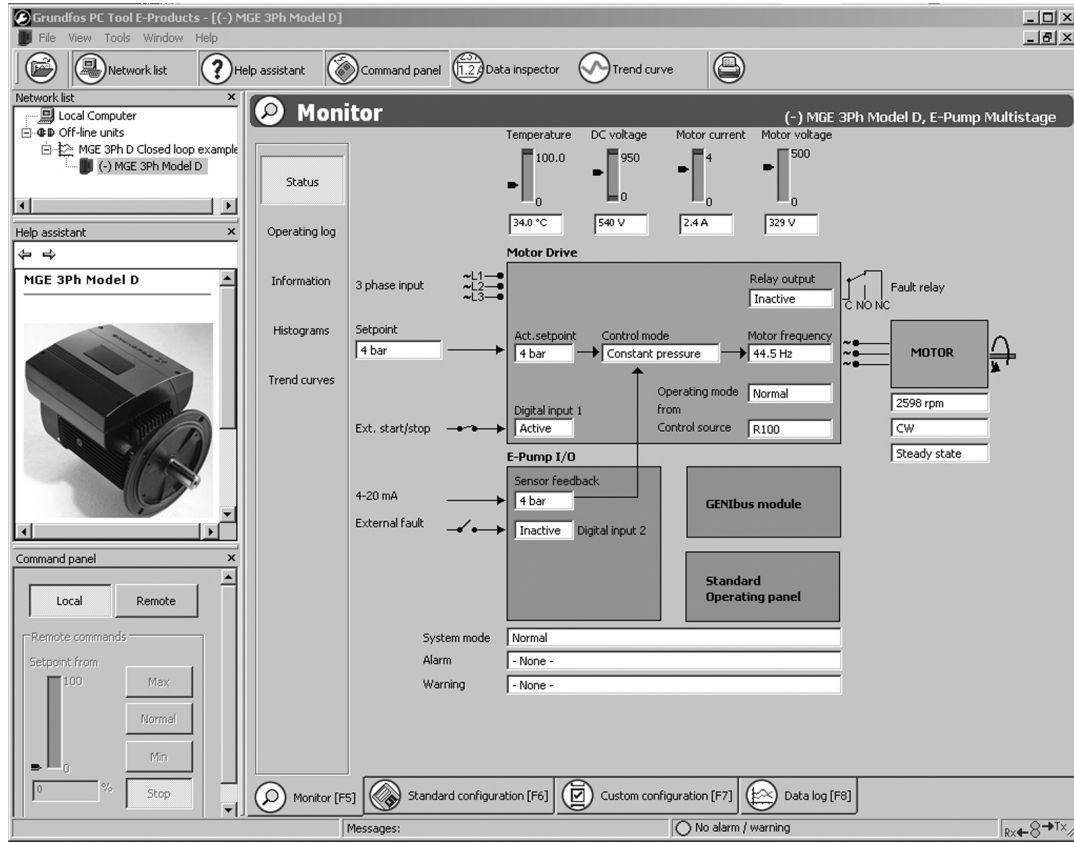 Grundfos PC Tool E-Products - [(-) MGE 3Ph Model D]
File View Tools Window Help
Network list
Help assistant
Command panel
Data inspector
Trend curve
Network list
Local Computer
Off-line units
MGE 3Ph D Closed loop example
(-) MGE 3Ph Model D
Help assistant
MGE 3Ph Model D
Command panel
Local
Remote
Remote commands
Setpoint from
100
0
0
%
Max
Normal
Min
Stop
Monitor
(-) MGE 3Ph Model D, E-Pump Multistage
Status
Operating log
Information
Histograms
Trend curves
Temperature DC voltage Motor current Motor voltage
100.0 950 4 500
0 0 0 0
34.0 °C 540 V 2.4 A 329 V
Motor Drive
3 phase input
~L1
~L2
~L3
Relay output
Inactive
Fault relay
C NO NC
Setpoint
4 bar
Act.setpoint
4 bar
Control mode
Constant pressure
Motor frequency
44.5 Hz
MOTOR
2598 rpm
CW
Steady state
Operating mode
Normal
from
Control source
R100
Ext. start/stop
Digital input 1
Active
E-Pump I/O
4-20 mA
Sensor feedback
4 bar
External fault
Inactive
Digital input 2
GENIbus module
Standard
Operating panel
System mode
Normal
Alarm
- None -
Warning
- None -
Monitor [F5]
Standard configuration [F6]
Custom configuration [F7]
Data log [F8]
Messages:
No alarm / warning
Rx
Tx